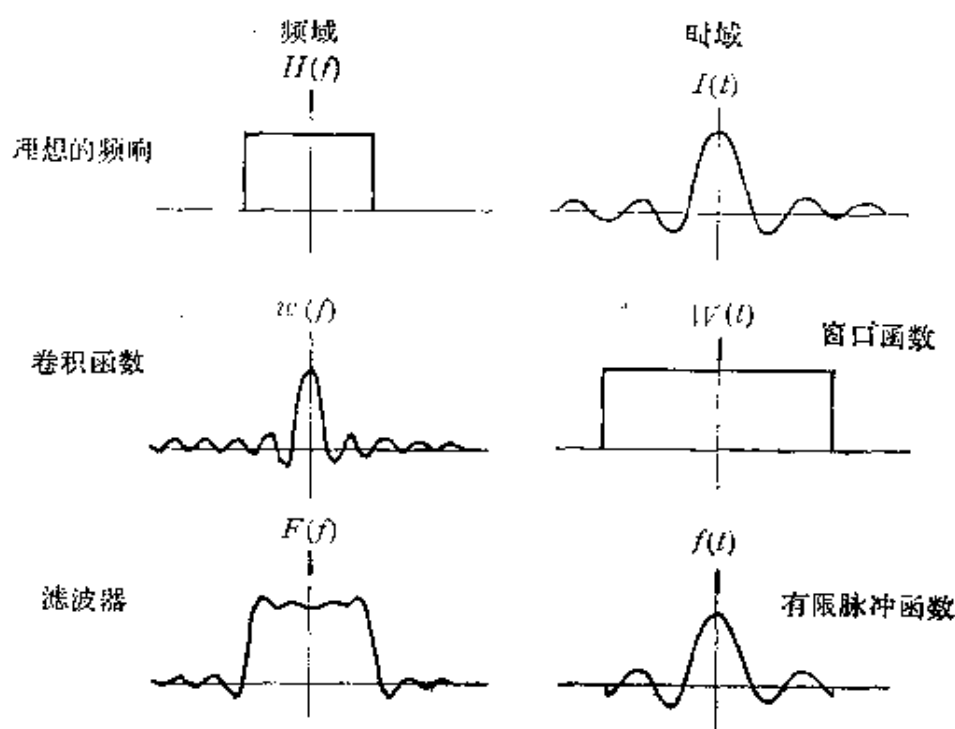 频域
时域
H(f)
I(t)
理想的频响
w(f)
W(t)
卷积函数
窗口函数
F(f)
f(t)
滤波器
有限脉冲函数